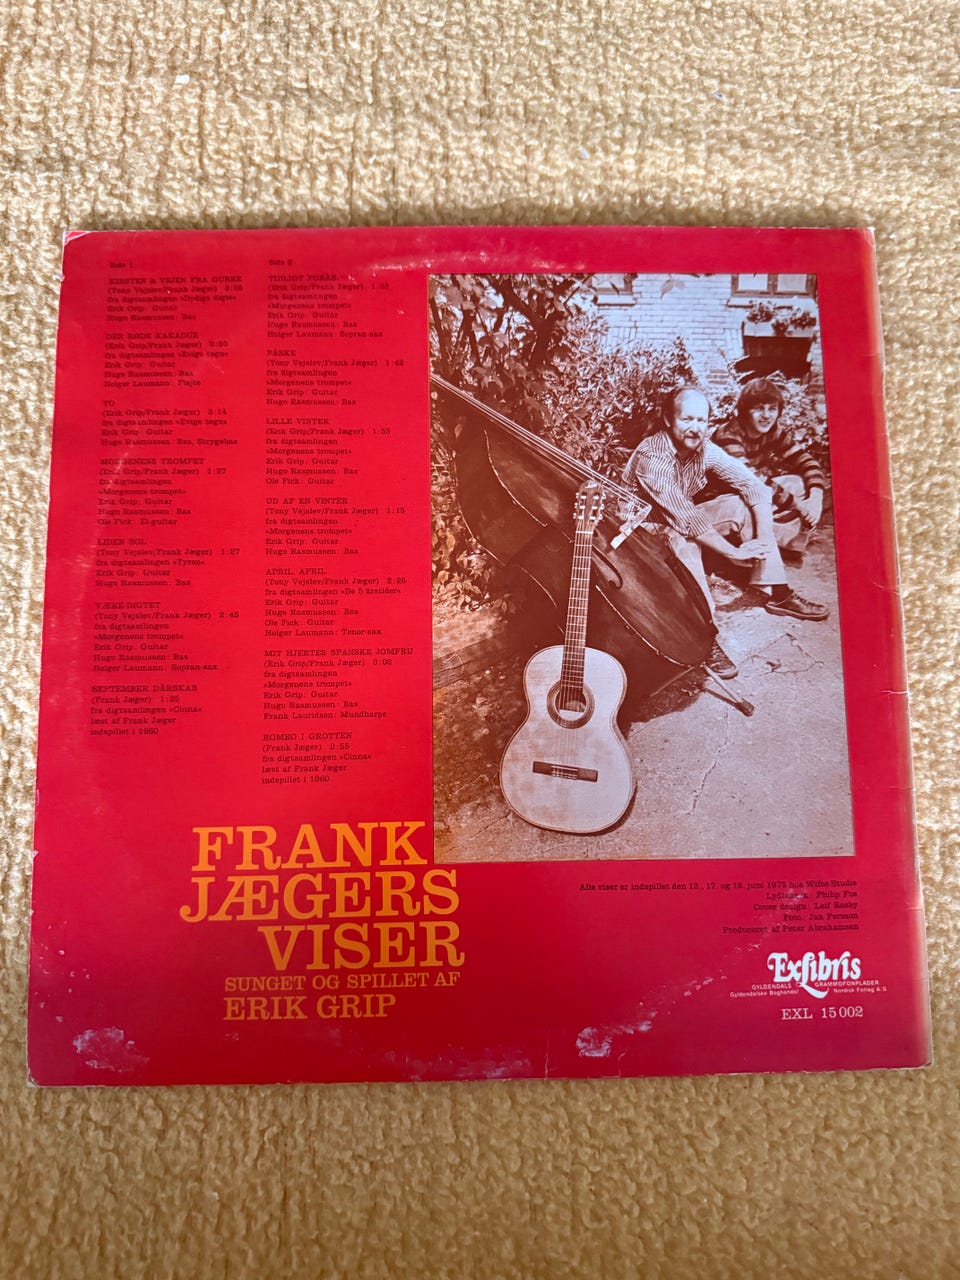 Side 1:
KIRSTEN & VEJEN FRA GURRE
(Tony Vejslev/Frank Jæger) 2:05
fra digtsamlingen »Dydige digte«
Erik Grip: Guitar
Hugo Rasmussen: Bas
DEN RØDE KAKADUE
(Erik Grip/Frank Jæger) 0:50
fra digtsamlingen »Evige tegn«
Erik Grip: Guitar
Hugo Rasmussen: Bas
Holger Laumann: Fløjte
TO
(Erik Grip/Frank Jæger) 3:14
fra digtsamlingen »Evige tegn«
Erik Grip: Guitar
Hugo Rasmussen: Bas, Strygebas
MORGENENS TROMPET
(Erik Grip/Frank Jæger) 1:27
fra digtsamlingen
»Morgenens trompet«
Erik Grip: Guitar
Hugo Rasmussen: Bas
Ole Fick: El-guitar
LIDEN SOL
(Tony Vejslev/Frank Jæger) 1:27
fra digtsamlingen »Tyren«
Erik Grip: Guitar
Hugo Rasmussen: Bas
VÆRE-DIGTET
(Tony Vejslev/Frank Jæger) 2:45
fra digtsamlingen
»Morgenens trompet«
Erik Grip: Guitar
Hugo Rasmussen: Bas
Holger Laumann: Sopran-sax
SEPTEMBER DÅRSKAB
(Frank Jæger) 1:25
fra digtsamlingen »Cinna«
læst af Frank Jæger
indspillet i 1960
Side 2:
TIDLIGT FORÅR
(Erik Grip/Frank Jæger) 1:55
fra digtsamlingen
»Morgenens trompet«
Erik Grip: Guitar
Hugo Rasmussen: Bas
Holger Laumann: Sopran-sax
PÅSKE
(Tony Vejslev/Frank Jæger) 1:42
fra digtsamlingen
»Morgenens trompet«
Erik Grip: Guitar
Hugo Rasmussen: Bas
LILLE VINTER
(Erik Grip/Frank Jæger) 1:55
fra digtsamlingen
»Morgenens trompet«
Erik Grip: Guitar
Hugo Rasmussen: Bas
Ole Fick: Guitar
UD AF EN VINTER
(Tony Vejslev/Frank Jæger) 1:15
fra digtsamlingen
»Morgenens trompet«
Erik Grip: Guitar
Hugo Rasmussen: Bas
APRIL, APRIL
(Tony Vejslev/Frank Jæger) 2:26
fra digtsamlingen »De 5 årstider«
Erik Grip: Guitar
Hugo Rasmussen: Bas
Ole Fick: Guitar
Holger Laumann: Tenor-sax
MIT HJERTES SPANSKE JOMFRU
(Erik Grip/Frank Jæger) 3:02
fra digtsamlingen
»Morgenens trompet«
Erik Grip: Guitar
Hugo Rasmussen: Bas
Frank Lauridsen: Mundharpe
ROMEO I GROTTEN
(Frank Jæger) 2:55
fra digtsamlingen »Cinna«
læst af Frank Jæger
indspillet i 1960
FRANK
JÆGERS
VISER
SUNGET OG SPILLET AF
ERIK GRIP
Alle viser er indspillet den 13., 17. og 19. juni 1975 hos Wifos Studie
Lydteknik: Philip Fos
Cover design: Leif Rosby
Foto: Jan Persson
Produceret af Peter Abrahamsen
ExLibris
GYLDENDALS GRAMMOFONPLADER
Gyldendalske Boghandel Nordisk Forlag A·S
EXL 15 002